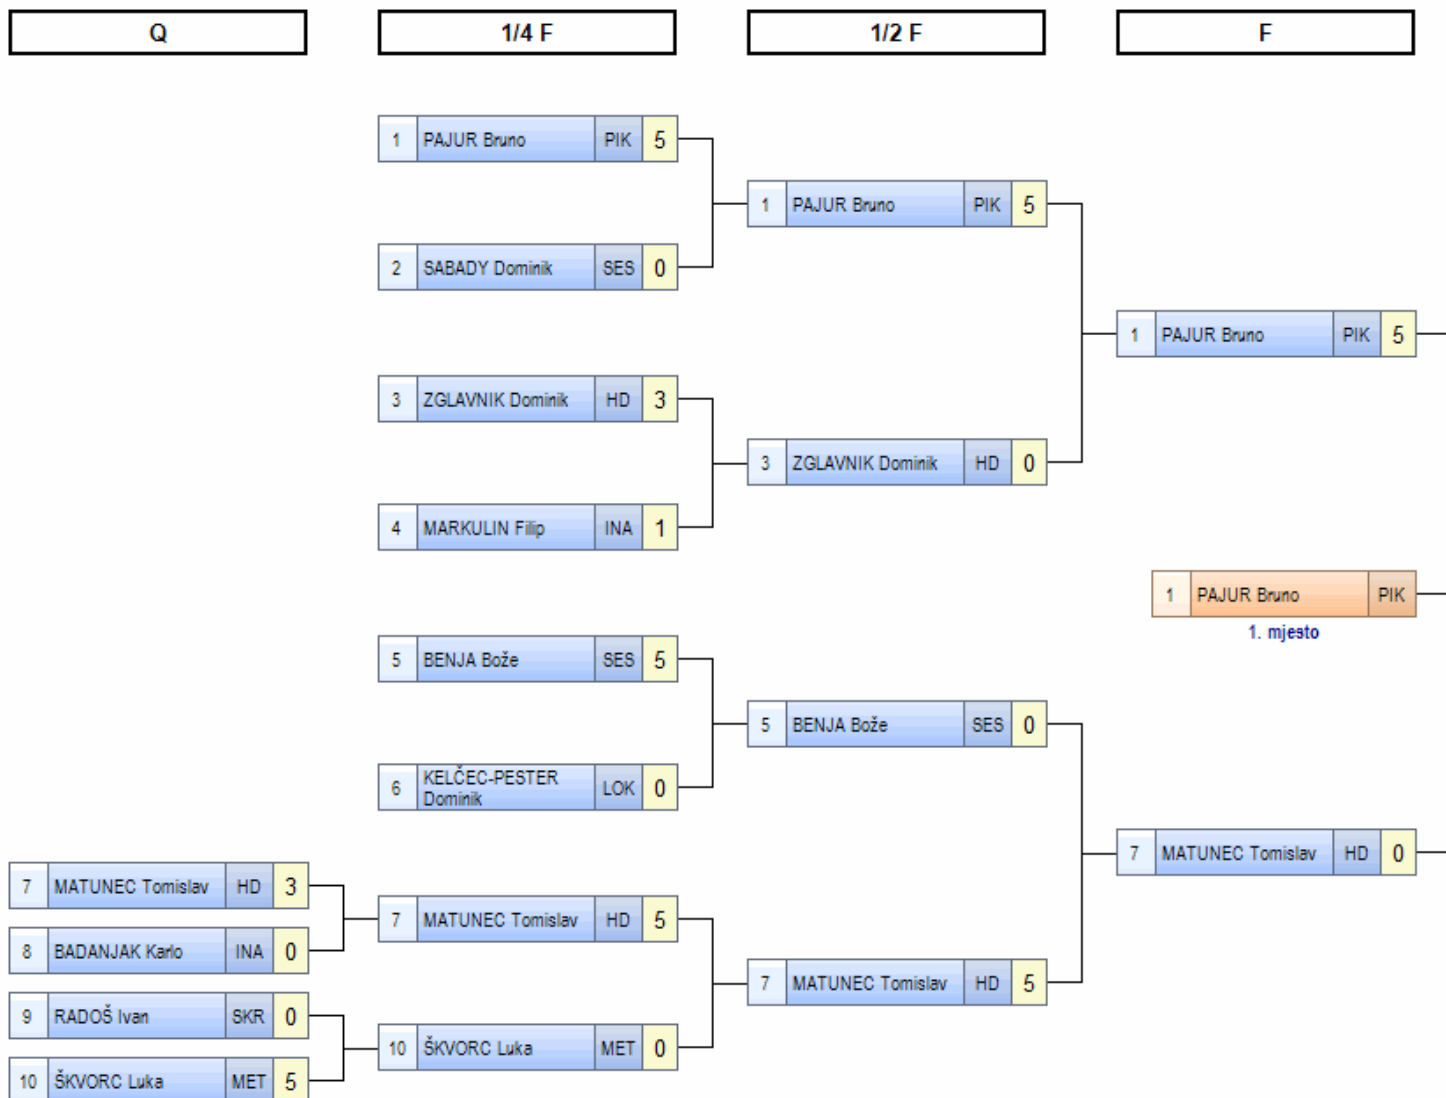 Q 1/4 F 1/2 F F
1 PAJUR Bruno PIK 5
2 SABADY Dominik SES 0
3 ZGLAVNIK Dominik HD 3
4 MARKULIN Filip INA 1
5 BENJA Bože SES 5
6 KELČEC-PESTER
Dominik LOK 0
7 MATUNEC Tomislav HD 3
8 BADANJAK Karlo INA 0
9 RADOŠ Ivan SKR 0
10 ŠKVORC Luka MET 5
7 MATUNEC Tomislav HD 5
10 ŠKVORC Luka MET 0
1 PAJUR Bruno PIK 5
3 ZGLAVNIK Dominik HD 0
5 BENJA Bože SES 0
7 MATUNEC Tomislav HD 5
1 PAJUR Bruno PIK 5
7 MATUNEC Tomislav HD 0
1 PAJUR Bruno PIK
1. mjesto